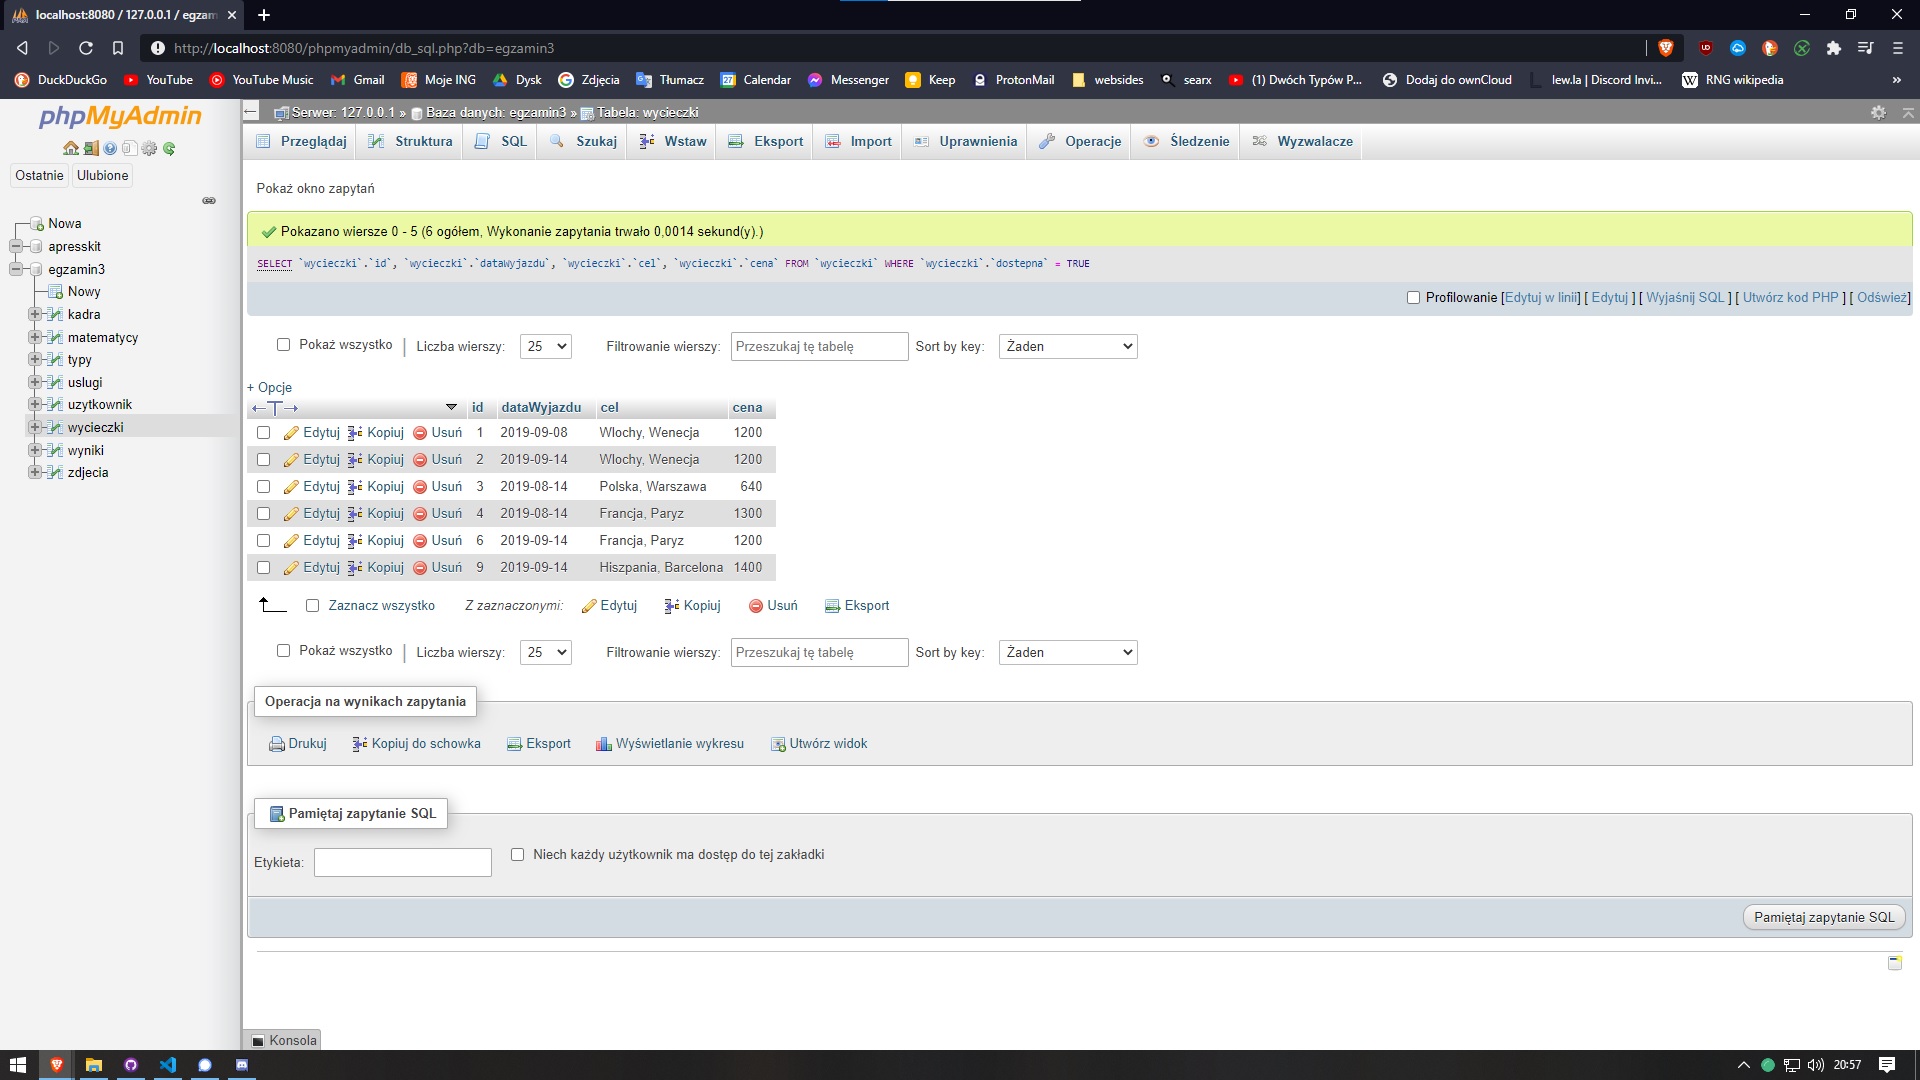 localhost:8080 / 127.0.0.1 / egzam
http://localhost:8080/phpmyadmin/db_sql.php?db=egzamin3
DuckDuckGo YouTube YouTube Music Gmail Moje ING Dysk Zdjęcia Tłumacz Calendar Messenger Keep ProtonMail websides searx (1) Dwóch Typów P... Dodaj do ownCloud lew.la | Discord Invi... RNG wikipedia »
phpMyAdmin
Ostatnie Ulubione
Nowa
apresskit
egzamin3
Nowy
kadra
matematycy
typy
uslugi
uzytkownik
wycieczki
wyniki
zdjecia
Serwer: 127.0.0.1 » Baza danych: egzamin3 » Tabela: wycieczki
Przeglądaj Struktura SQL Szukaj Wstaw Eksport Import Uprawnienia Operacje Śledzenie Wyzwalacze
Pokaż okno zapytań
Pokazano wiersze 0 - 5 (6 ogółem, Wykonanie zapytania trwało 0,0014 sekund(y).)
SELECT `wycieczki`.`id`, `wycieczki`.`dataWyjazdu`, `wycieczki`.`cel`, `wycieczki`.`cena` FROM `wycieczki` WHERE `wycieczki`.`dostepna` = TRUE
Profilowanie [Edytuj w linii] [ Edytuj ] [ Wyjaśnij SQL ] [ Utwórz kod PHP ] [ Odśwież]
Pokaż wszystko | Liczba wierszy: 25 Filtrowanie wierszy: Przeszukaj tę tabelę Sort by key: Żaden
+ Opcje
id dataWyjazdu cel cena
Edytuj Kopiuj Usuń 1 2019-09-08 Wlochy, Wenecja 1200
Edytuj Kopiuj Usuń 2 2019-09-14 Wlochy, Wenecja 1200
Edytuj Kopiuj Usuń 3 2019-08-14 Polska, Warszawa 640
Edytuj Kopiuj Usuń 4 2019-08-14 Francja, Paryz 1300
Edytuj Kopiuj Usuń 6 2019-09-14 Francja, Paryz 1200
Edytuj Kopiuj Usuń 9 2019-09-14 Hiszpania, Barcelona 1400
Zaznacz wszystko Z zaznaczonymi: Edytuj Kopiuj Usuń Eksport
Pokaż wszystko | Liczba wierszy: 25 Filtrowanie wierszy: Przeszukaj tę tabelę Sort by key: Żaden
Operacja na wynikach zapytania
Drukuj Kopiuj do schowka Eksport Wyświetlanie wykresu Utwórz widok
Pamiętaj zapytanie SQL
Etykieta: Niech każdy użytkownik ma dostęp do tej zakładki
Pamiętaj zapytanie SQL
Konsola
20:57